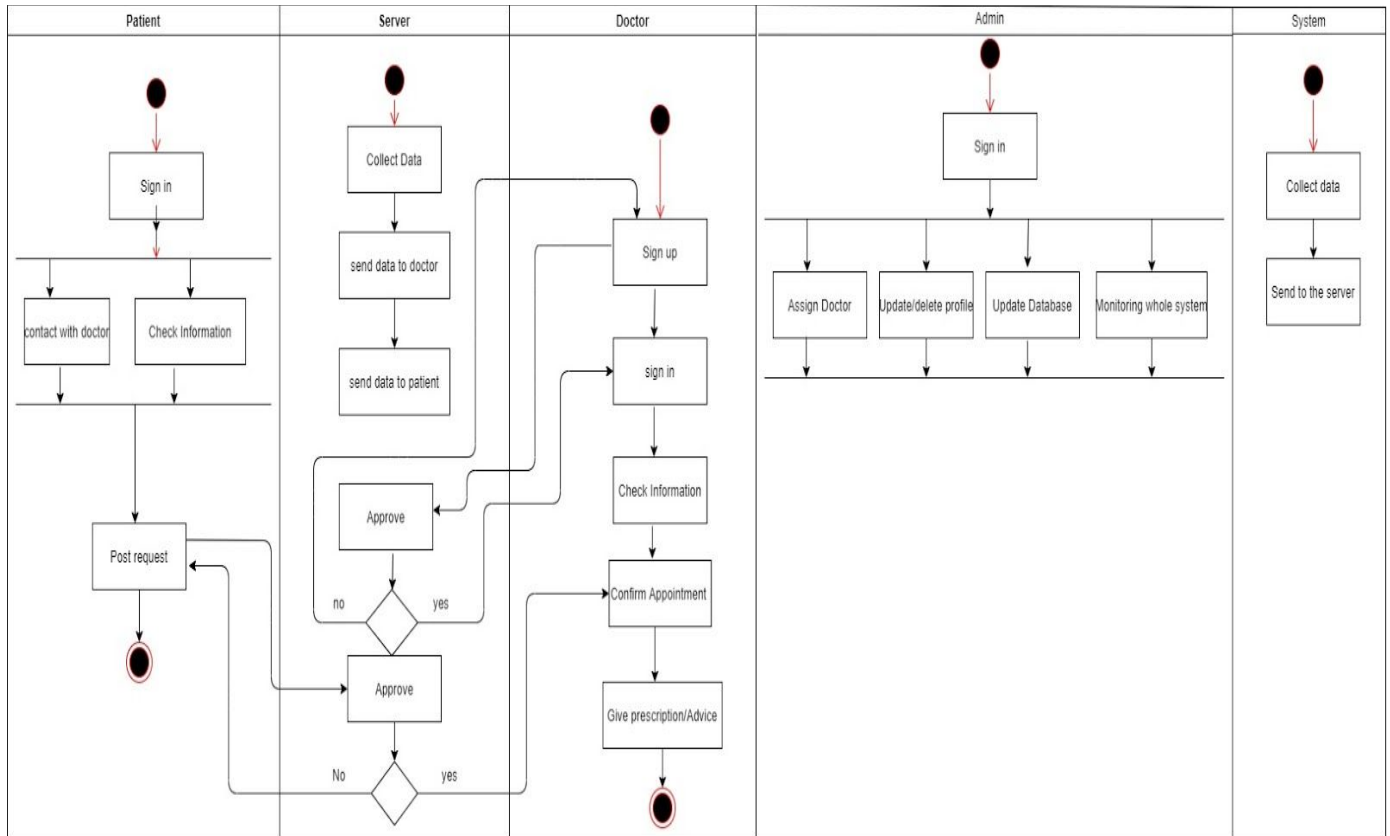 Patient
Server
Doctor
Admin
System
Sign in
contact with doctor
Check Information
Post request
Collect Data
send data to doctor
send data to patient
Approve
no
yes
Approve
No
yes
Sign up
sign in
Check Information
Confirm Appointment
Give prescription/Advice
Sign in
Assign Doctor
Update/delete profile
Update Database
Monitoring whole system
Collect data
Send to the server